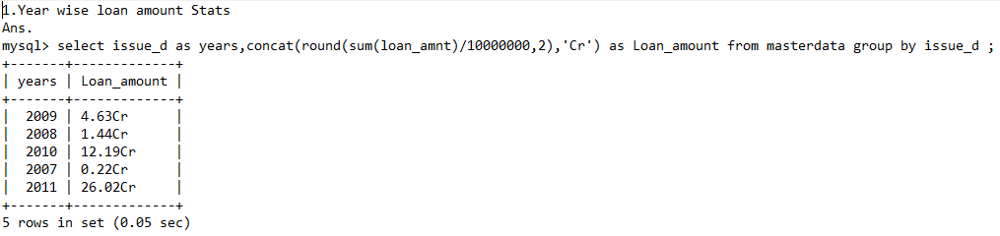 1.Year wise loan amount Stats
Ans.
mysql> select issue_d as years,concat(round(sum(loan_amnt)/10000000,2),'Cr') as Loan_amount from masterdata group by issue_d ;
+-------+-------------+
| years | Loan_amount |
+-------+-------------+
|  2009 | 4.63Cr      |
|  2008 | 1.44Cr      |
|  2010 | 12.19Cr     |
|  2007 | 0.22Cr      |
|  2011 | 26.02Cr     |
+-------+-------------+
5 rows in set (0.05 sec)